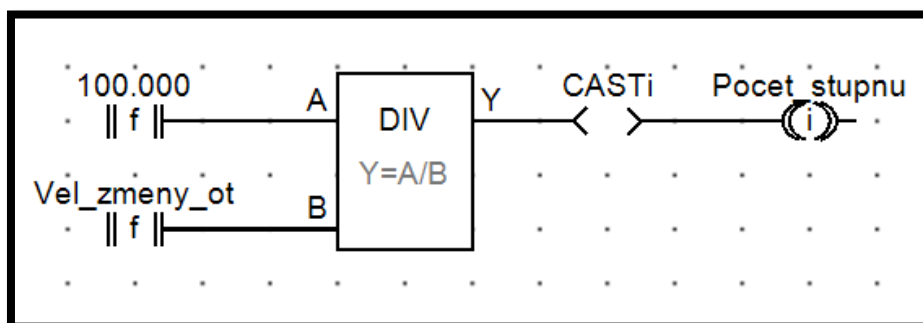 100.000
f
A
DIV
Y=A/B
Y
CASTi
Pocet_stupnu
i
Vel_zmeny_ot
f
B